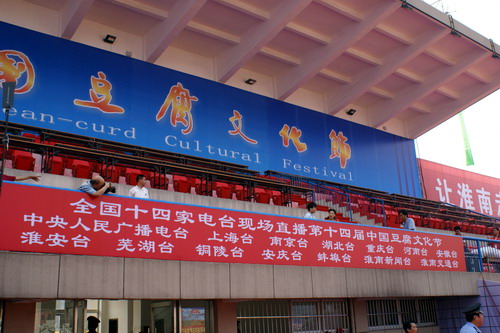 国豆腐文化节
ean-curd Cultural Festival
让淮南
全国十四家电台现场直播第十四届中国豆腐文化节
中央人民广播电台 上海台 南京台 湖北台 重庆台 河南台 安徽台
淮安台 芜湖台 铜陵台 安庆台 蚌埠台 淮南新闻台 淮南交通台